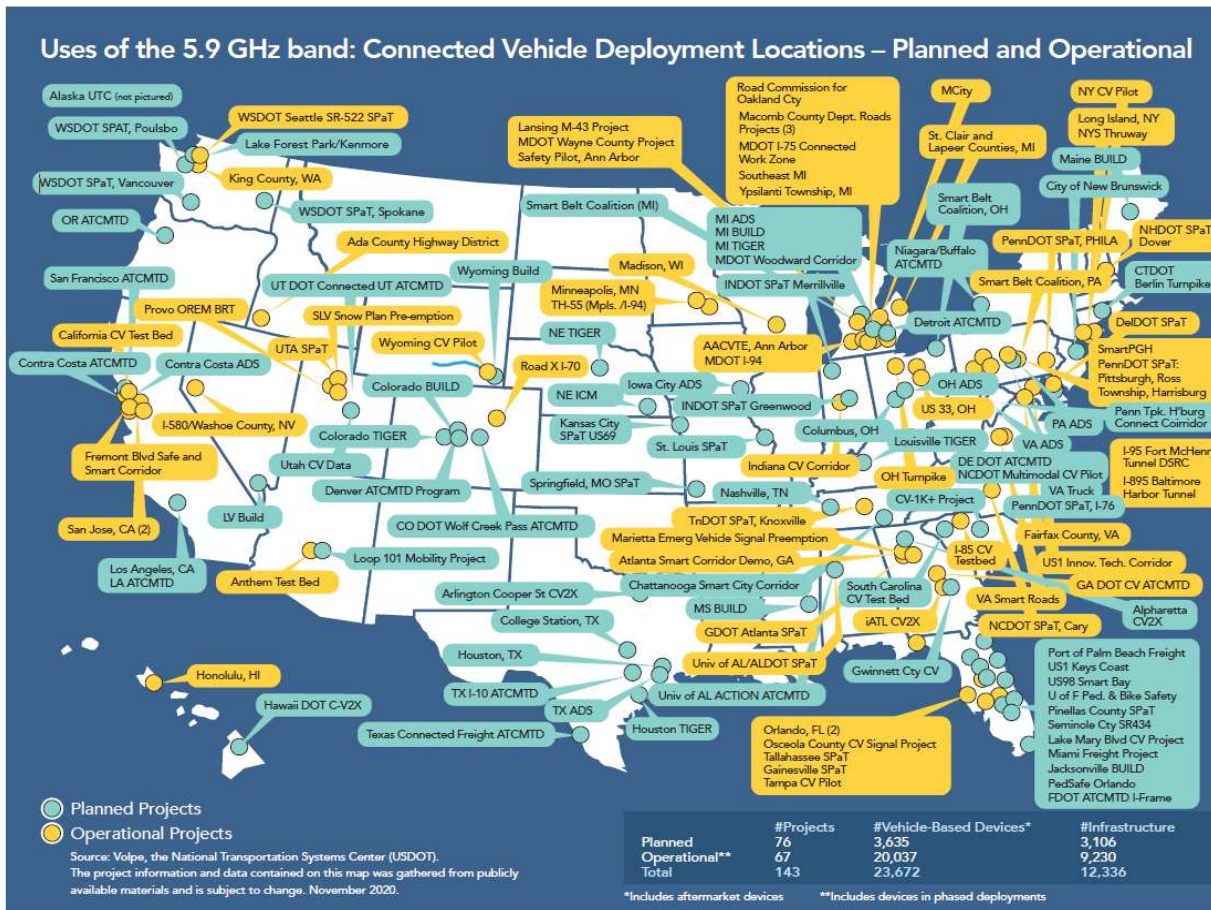 Uses of the 5.9 GHz band: Connected Vehicle Deployment Locations – Planned and Operational
Alaska UTC (not pictured)
WSDOT SPAT, Poulsbo
WSDOT Seattle SR-522 SPaT
Lake Forest Park/Kenmore
King County, WA
WSDOT SPaT, Vancouver
WSDOT SPaT, Spokane
OR ATCMTD
Ada County Highway District
San Francisco ATCMTD
UT DOT Connected UT ATCMTD
Wyoming Build
Provo OREM BRT
SLV Snow Plan Pre-emption
California CV Test Bed
UTA SPaT
Wyoming CV Pilot
Contra Costa ATCMTD
Contra Costa ADS
Colorado BUILD
Road X I-70
I-580/Washoe County, NV
Colorado TIGER
Fremont Blvd Safe and
Smart Corridor
Utah CV Data
Denver ATCMTD Program
San Jose, CA (2)
LV Build
CO DOT Wolf Creek Pass ATCMTD
Los Angeles, CA
LA ATCMTD
Anthem Test Bed
Loop 101 Mobility Project
Lansing M-43 Project
MDOT Wayne County Project
Safety Pilot, Ann Arbor
Road Commission for
Oakland Cty
Macomb County Dept. Roads
Projects (3)
MDOT I-75 Connected
Work Zone
Southeast MI
Ypsilanti Township, MI
MCity
St. Clair and
Lapeer Counties, MI
NY CV Pilot
Long Island, NY
NYS Thruway
Maine BUILD
City of New Brunswick
Smart Belt Coalition (MI)
MI ADS
MI BUILD
MI TIGER
MDOT Woodward Corridor
Smart Belt
Coalition, OH
Niagara/Buffalo
ATCMTD
PennDOT SPaT, PHILA
NHDOT SPaT
Dover
Madison, WI
Minneapolis, MN
TH-55 (Mpls. /I-94)
INDOT SPaT Merrillville
Smart Belt Coalition, PA
CTDOT
Berlin Turnpike
NE TIGER
AACVTE, Ann Arbor
MDOT I-94
Detroit ATCMTD
DelDOT SPaT
Iowa City ADS
NE ICM
INDOT SPaT Greenwood
OH ADS
US 33, OH
SmartPGH
PennDOT SPaT:
Pittsburgh, Ross
Township, Harrisburg
Kansas City
SPaT US69
St. Louis SPaT
Columbus, OH
Louisville TIGER
PA ADS
VA ADS
Penn Tpk. H'burg
Connect Coirridor
Indiana CV Corridor
OH Turnpike
DE DOT ATCMTD
NCDOT Multimodal CV Pilot
VA Truck
PennDOT SPaT, I-76
I-95 Fort McHenry
Tunnel DSRC
I-895 Baltimore
Harbor Tunnel
Springfield, MO SPaT
Nashville, TN
CV-1K+ Project
TnDOT SPaT, Knoxville
Fairfax County, VA
Marietta Emerg Vehicle Signal Preemption
Atlanta Smart Corridor Demo, GA
I-85 CV
Testbed
US1 Innov. Tech. Corridor
Chattanooga Smart City Corridor
GA DOT CV ATCMTD
Arlington Cooper St CV2X
MS BUILD
South Carolina
CV Test Bed
VA Smart Roads
Alpharetta
CV2X
College Station, TX
GDOT Atlanta SPaT
iATL CV2X
NCDOT SPaT, Cary
Houston, TX
Univ of AL/ALDOT SPaT
Gwinnett Cty CV
TX I-10 ATCMTD
TX ADS
Univ of AL ACTION ATCMTD
Houston TIGER
Texas Connected Freight ATCMTD
Honolulu, HI
Hawaii DOT C-V2X
Orlando, FL (2)
Osceola County CV Signal Project
Tallahassee SPaT
Gainesville SPaT
Tampa CV Pilot
Port of Palm Beach Freight
US1 Keys Coast
US98 Smart Bay
U of F Ped. & Bike Safety
Pinellas County SPaT
Seminole Cty SR434
Lake Mary Blvd CV Project
Miami Freight Project
Jacksonville BUILD
PedSafe Orlando
FDOT ATCMTD I-Frame
Planned Projects
Operational Projects
Source: Volpe, the National Transportation Systems Center (USDOT).
The project information and data contained on this map was gathered from publicly
available materials and is subject to change. November 2020.
#Projects #Vehicle-Based Devices* #Infrastructure
Planned 76 3,635 3,106
Operational** 67 20,037 9,230
Total 143 23,672 12,336
*Includes aftermarket devices **Includes devices in phased deployments